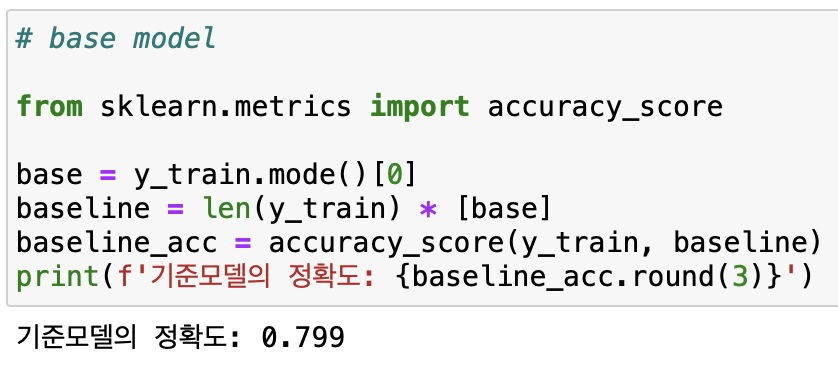 # base model
from sklearn.metrics import accuracy_score
base = y_train.mode()[0]
baseline = len(y_train) * [base]
baseline_acc = accuracy_score(y_train, baseline)
print(f'기준모델의 정확도: {baseline_acc.round(3)}')
기준모델의 정확도: 0.799